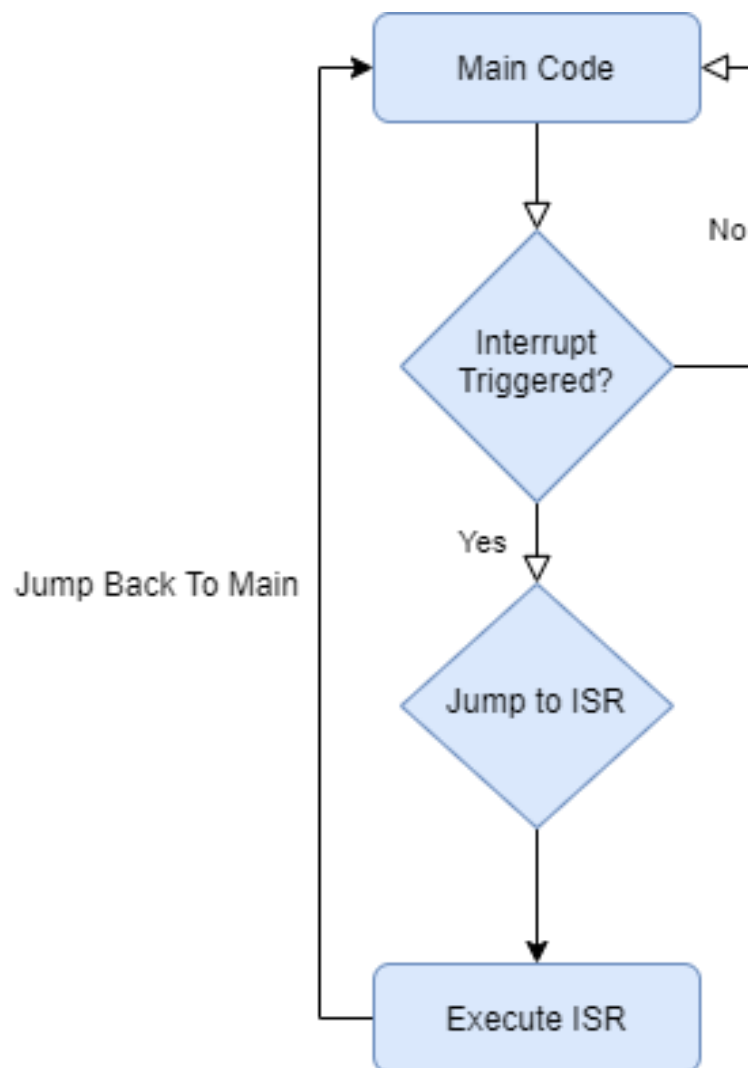 Main Code
No
Interrupt
Triggered?
Yes
Jump Back To Main
Jump to ISR
Execute ISR